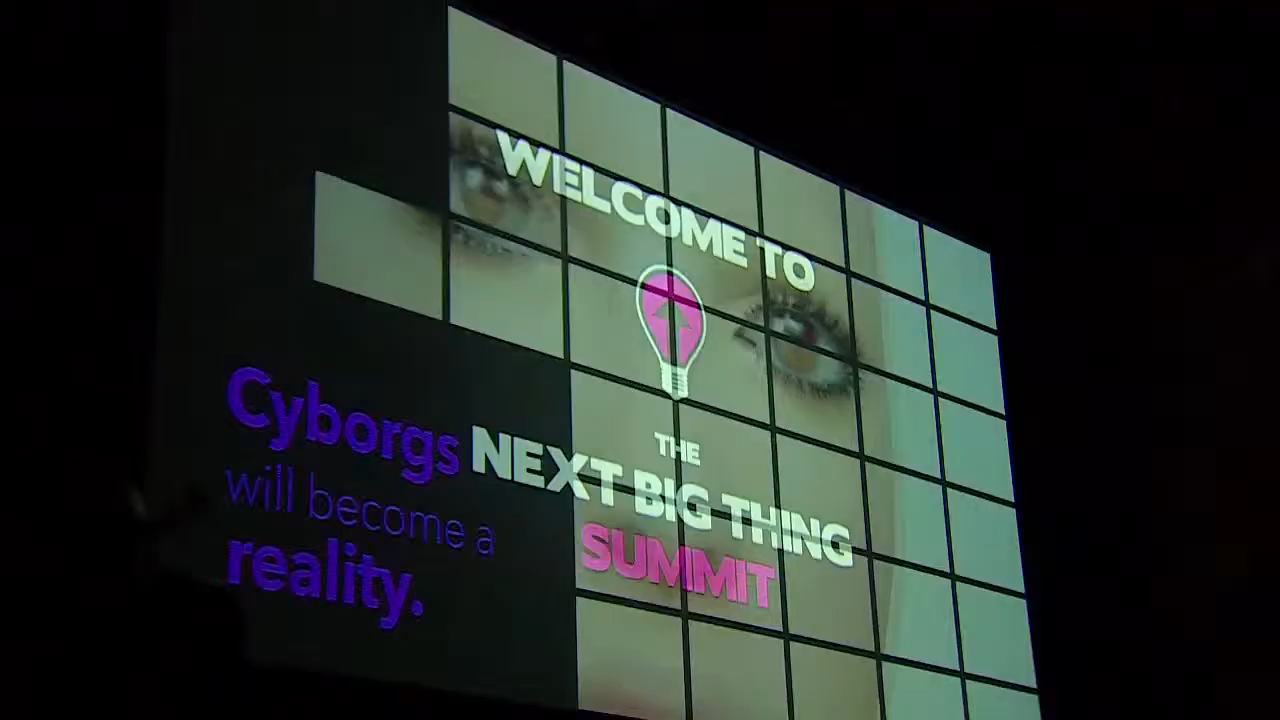 WELCOME TO
THE
NEXT BIG THING
SUMMIT
Cyborgs
will become a
reality.